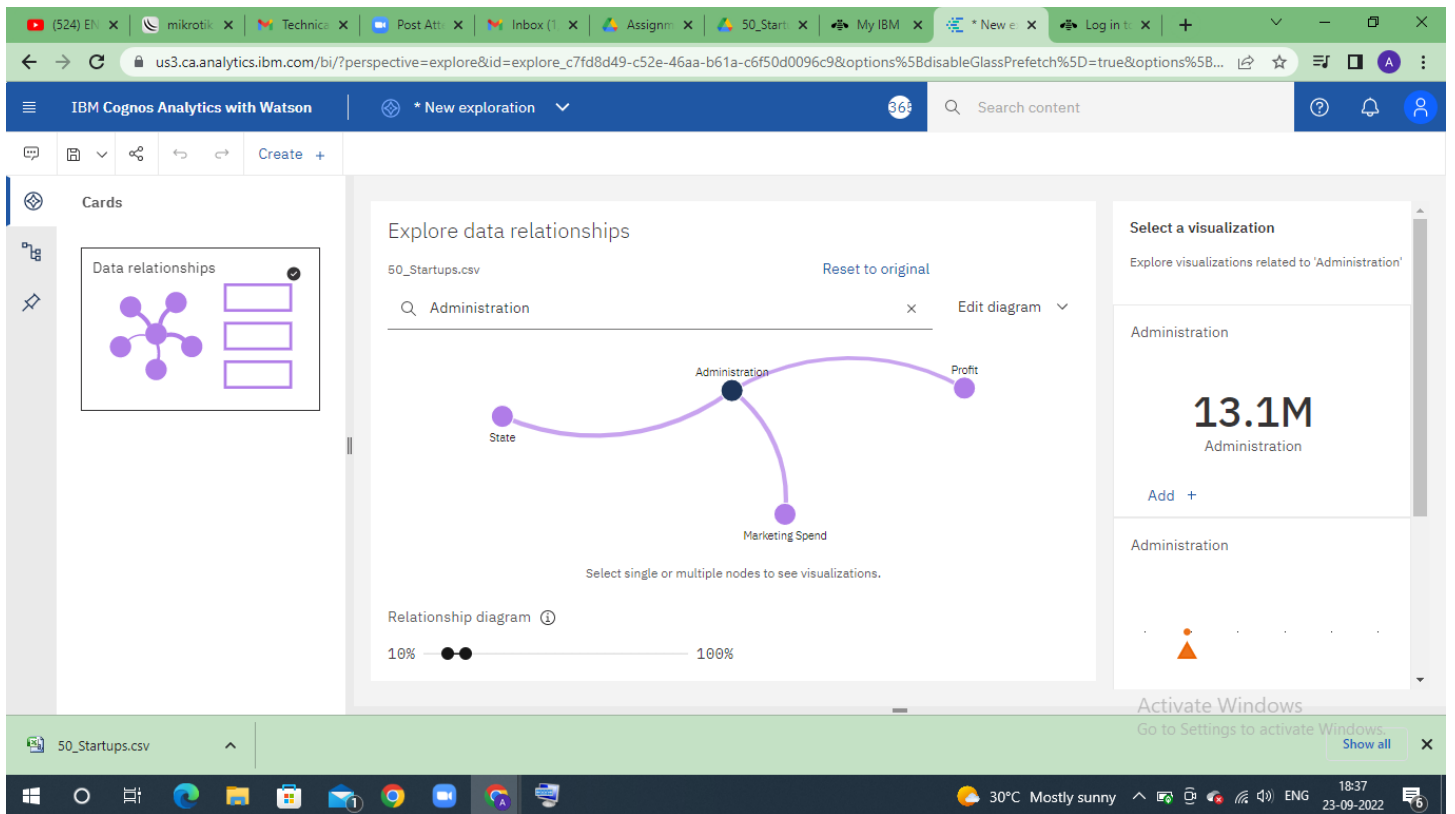 (524) EN
mikrotik
Technica
Post Atte
Inbox (1
Assignm
50_Start
My IBM
* New e
Log in to
us3.ca.analytics.ibm.com/bi/?perspective=explore&id=explore_c7fd8d49-c52e-46aa-b61a-c6f50d0096c9&options%5BdisableGlassPrefetch%5D=true&options%5B...
A
IBM Cognos Analytics with Watson
* New exploration
365
Search content
Create +
Cards
Data relationships
Explore data relationships
50_Startups.csv
Reset to original
Administration
Edit diagram
Administration
Profit
State
Marketing Spend
Select single or multiple nodes to see visualizations.
Relationship diagram
10%
100%
Select a visualization
Explore visualizations related to 'Administration'
Administration
13.1M
Administration
Add +
Administration
Activate Windows
Go to Settings to activate Windows.
50_Startups.csv
Show all
1
A
30°C Mostly sunny
ENG
18:37
23-09-2022
6